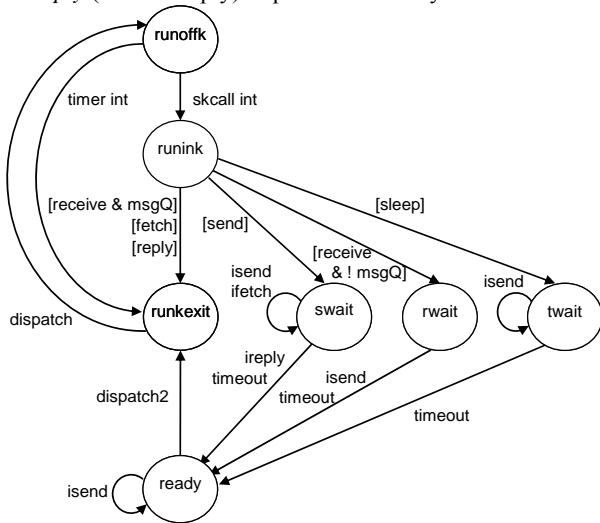 runoffk
timer int
skcall int
runink
[receive & msgQ]
[fetch]
[reply]
[send]
[receive
& ! msgQ]
[sleep]
isend
ifetch
isend
dispatch
runkexit
swait
rwait
twait
ireply
timeout
isend
timeout
timeout
dispatch2
isend
ready